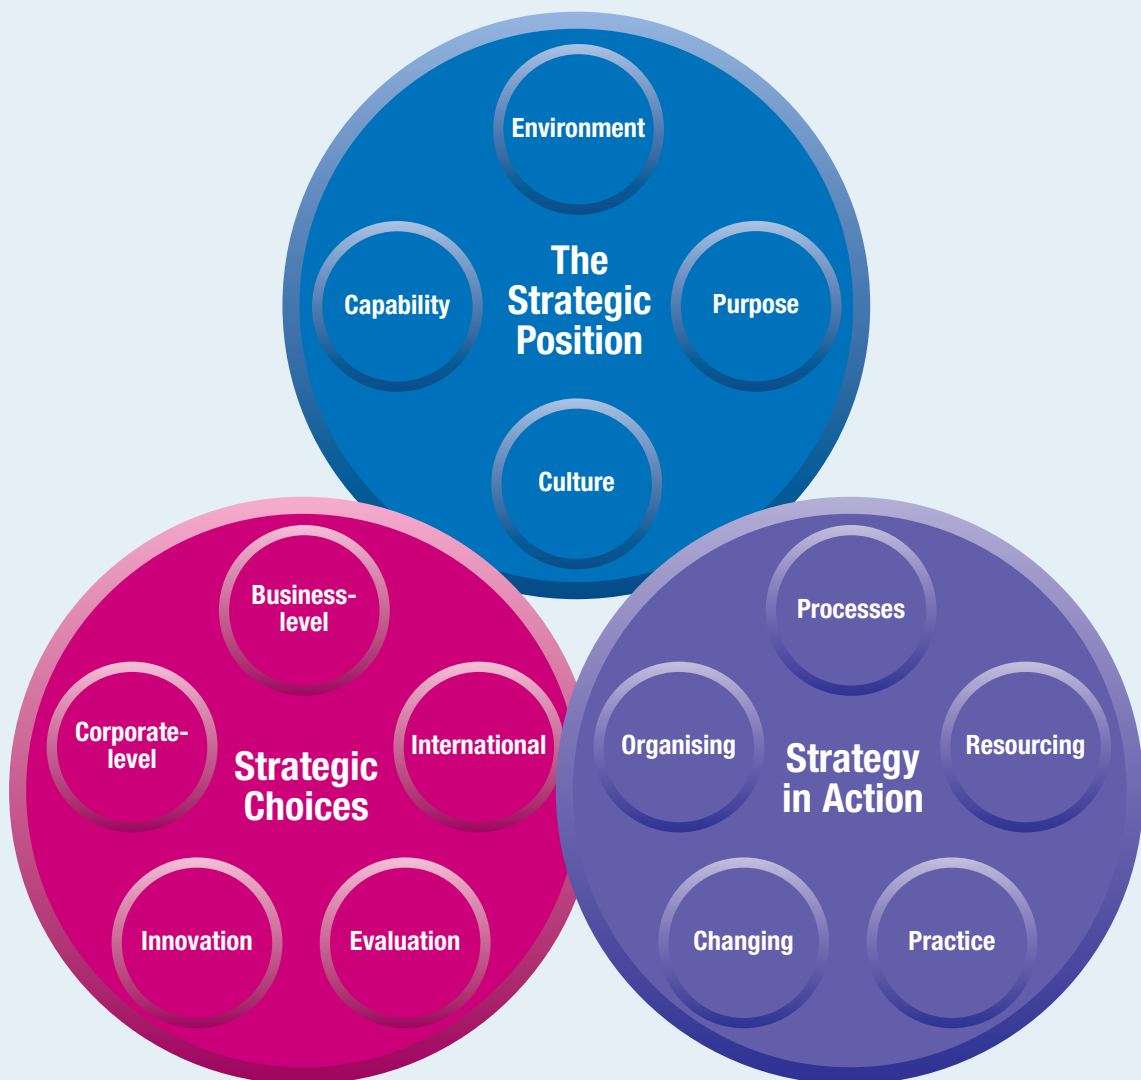 Environment
Capability
The
Strategic
Position
Purpose
Culture
Business-
level
Corporate-
level
International
Strategic
Choices
Innovation
Evaluation
Processes
Organising
Resourcing
Strategy
in Action
Changing
Practice